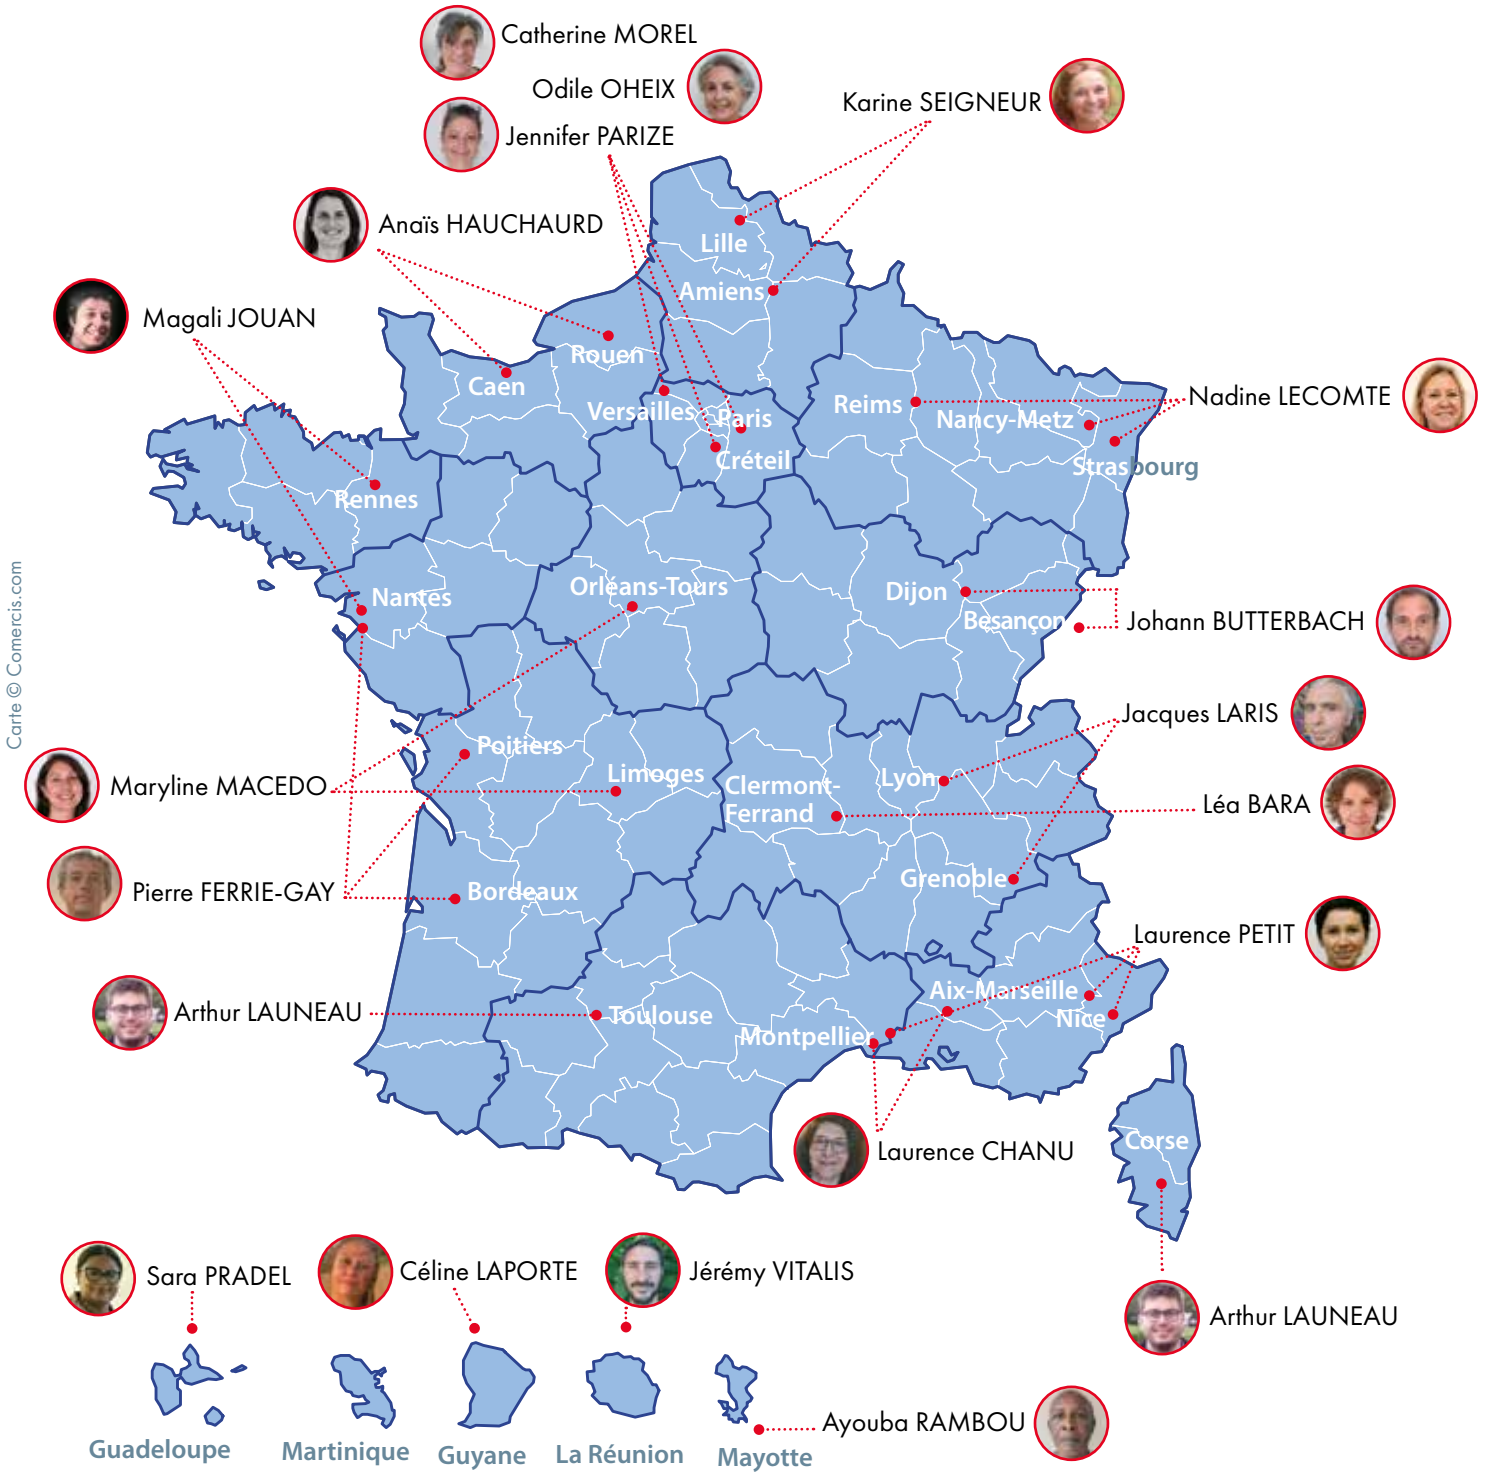 Catherine MOREL
Odile OHEIX
Karine SEIGNEUR
Jennifer PARIZE
Anaïs HAUCHAURD
Lille
Amiens
Magali JOUAN
Rouen
Caen
Versailles
Paris
Reims
Nancy-Metz
Nadine LECOMTE
Créteil
Strasbourg
Rennes
Carte © Comercis.com
Nantes
Orléans-Tours
Dijon
Besançon
Johann BUTTERBACH
Jacques LARIS
Poitiers
Limoges
Clermont-
Ferrand
Lyon
Maryline MACEDO
Léa BARA
Pierre FERRIE-GAY
Bordeaux
Grenoble
Laurence PETIT
Aix-Marseille
Arthur LAUNEAU
Toulouse
Nice
Montpellier
Laurence CHANU
Corse
Sara PRADEL
Céline LAPORTE
Jérémy VITALIS
Arthur LAUNEAU
Ayouba RAMBOU
Guadeloupe
Martinique
Guyane
La Réunion
Mayotte